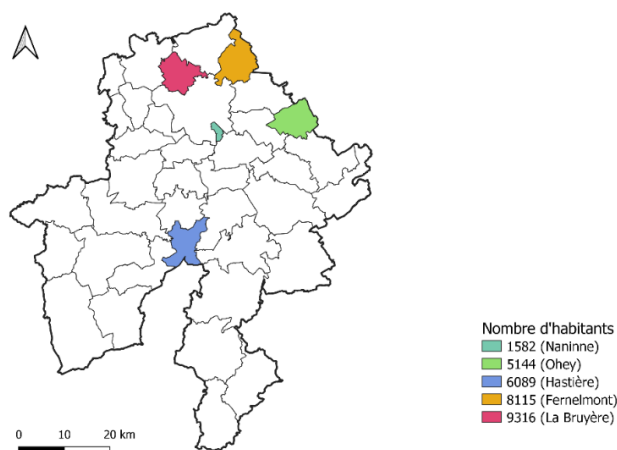 Nombre d'habitants
1582 (Naninne)
5144 (Ohey)
6089 (Hastière)
8115 (Fernelmont)
9316 (La Bruyère)
0 10 20 km